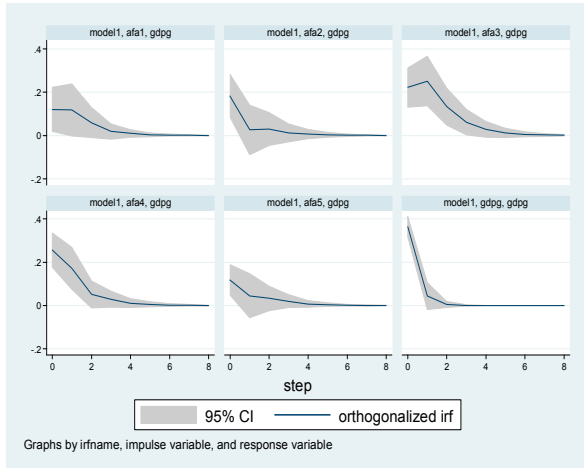 model1, afa1, gdpg
model1, afa2, gdpg
model1, afa3, gdpg
.4
.2
0
-.2
model1, afa4, gdpg
model1, afa5, gdpg
model1, gdpg, gdpg
.4
.2
0
-.2
0 2 4 6 8
0 2 4 6 8
0 2 4 6 8
step
95% CI
orthogonalized irf
Graphs by irfname, impulse variable, and response variable